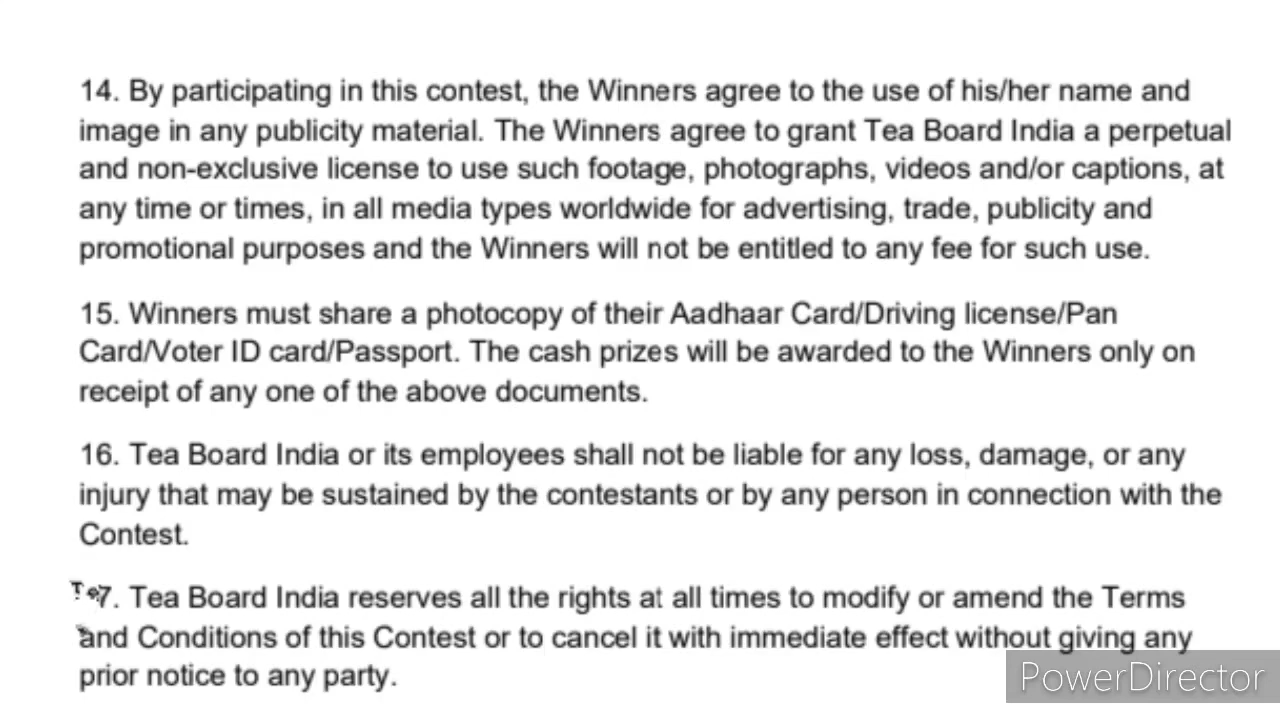 14. By participating in this contest, the Winners agree to the use of his/her name and
image in any publicity material. The Winners agree to grant Tea Board India a perpetual
and non-exclusive license to use such footage, photographs, videos and/or captions, at
any time or times, in all media types worldwide for advertising, trade, publicity and
promotional purposes and the Winners will not be entitled to any fee for such use.
15. Winners must share a photocopy of their Aadhaar Card/Driving license/Pan
Card/Voter ID card/Passport. The cash prizes will be awarded to the Winners only on
receipt of any one of the above documents.
16. Tea Board India or its employees shall not be liable for any loss, damage, or any
injury that may be sustained by the contestants or by any person in connection with the
Contest.
7. Tea Board India reserves all the rights at all times to modify or amend the Terms
and Conditions of this Contest or to cancel it with immediate effect without giving any
prior notice to any party.
PowerDirector